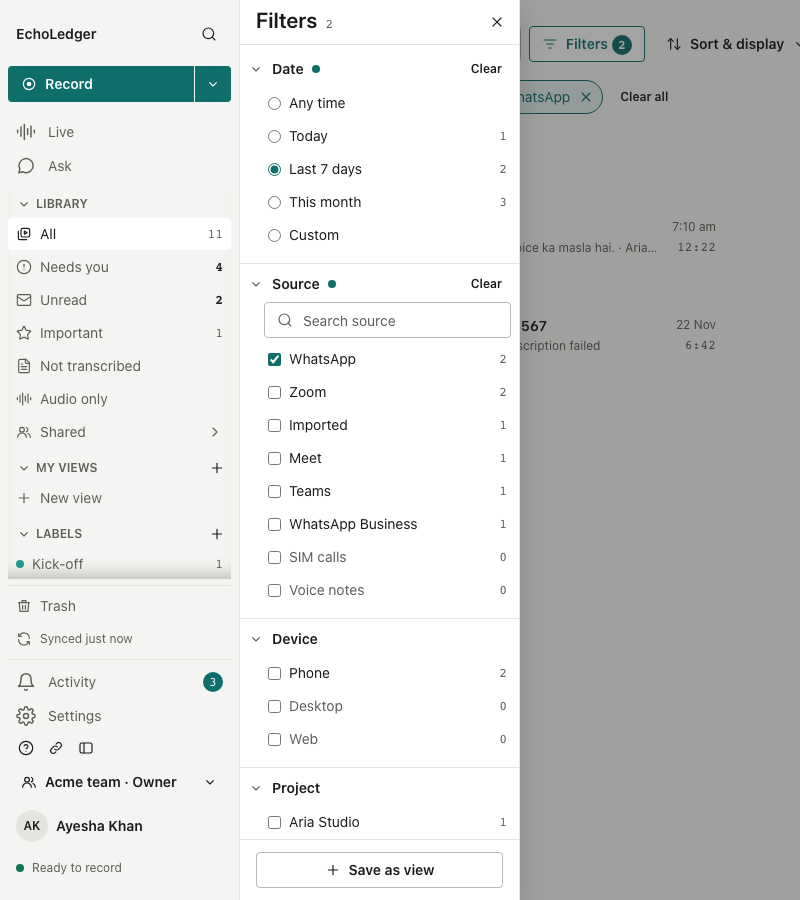 EchoLedger
Record
Live
Ask
LIBRARY
All 11
Needs you 4
Unread 2
Important 1
Not transcribed
Audio only
Shared
MY VIEWS
New view
LABELS
Kick-off 1
Trash
Synced just now
Activity 3
Settings
Acme team · Owner
AK Ayesha Khan
Ready to record
Filters 2
Date Clear
Any time
Today 1
Last 7 days 2
This month 3
Custom
Source Clear
Search source
WhatsApp 2
Zoom 2
Imported 1
Meet 1
Teams 1
WhatsApp Business 1
SIM calls 0
Voice notes 0
Device
Phone 2
Desktop 0
Web 0
Project
Aria Studio 1
Save as view
Filters 2 Sort & display
hatsApp Clear all
7:10 am
ka masla hai. · Aria... 12:22
567 22 Nov
scription failed 6:42